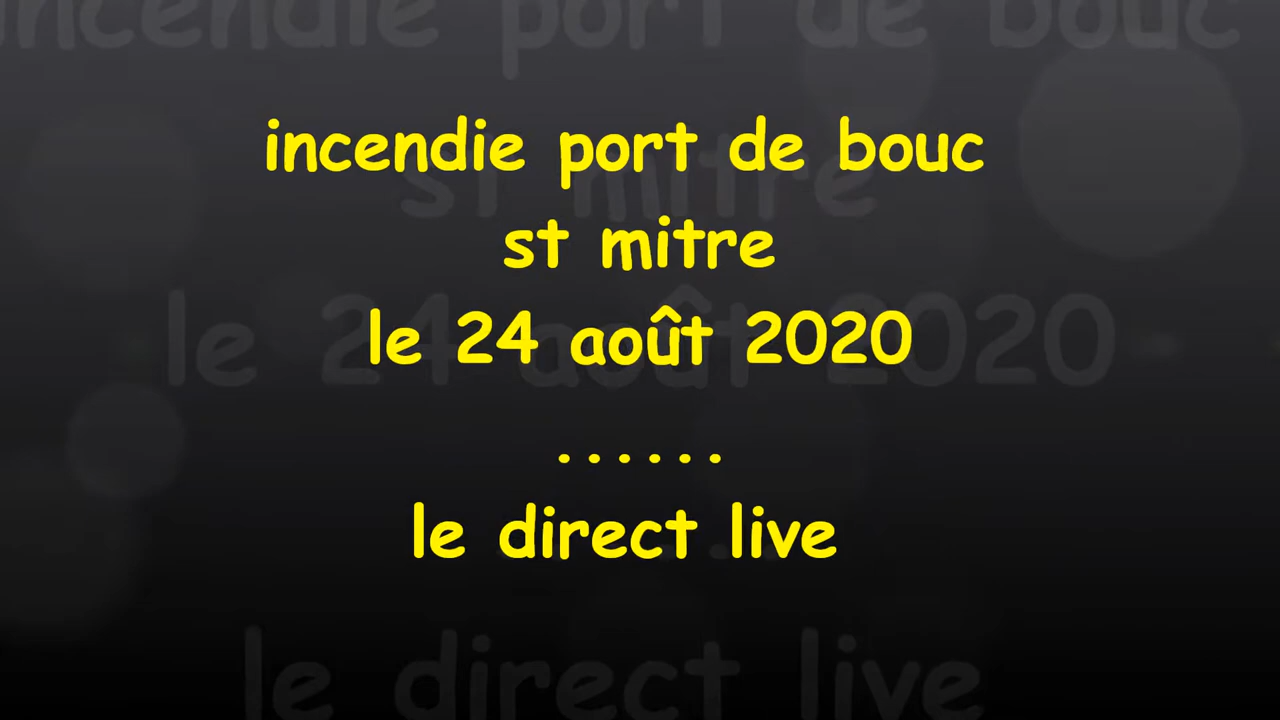 incendie port de bouc
st mitre
le 24 août 2020
......
le direct live